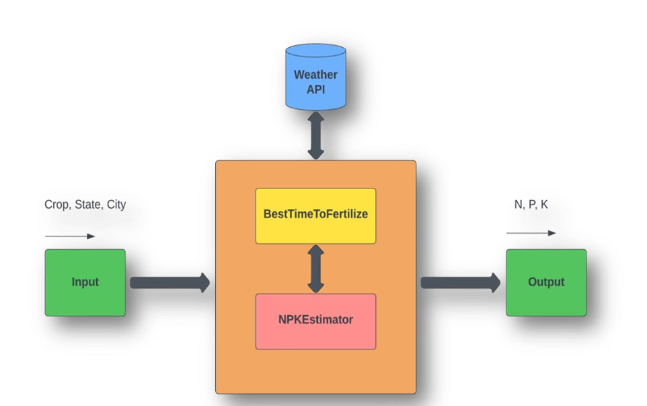 Weather
API
Crop, State, City
BestTimeToFertilize
N, P, K
Input
NPKEstimator
Output